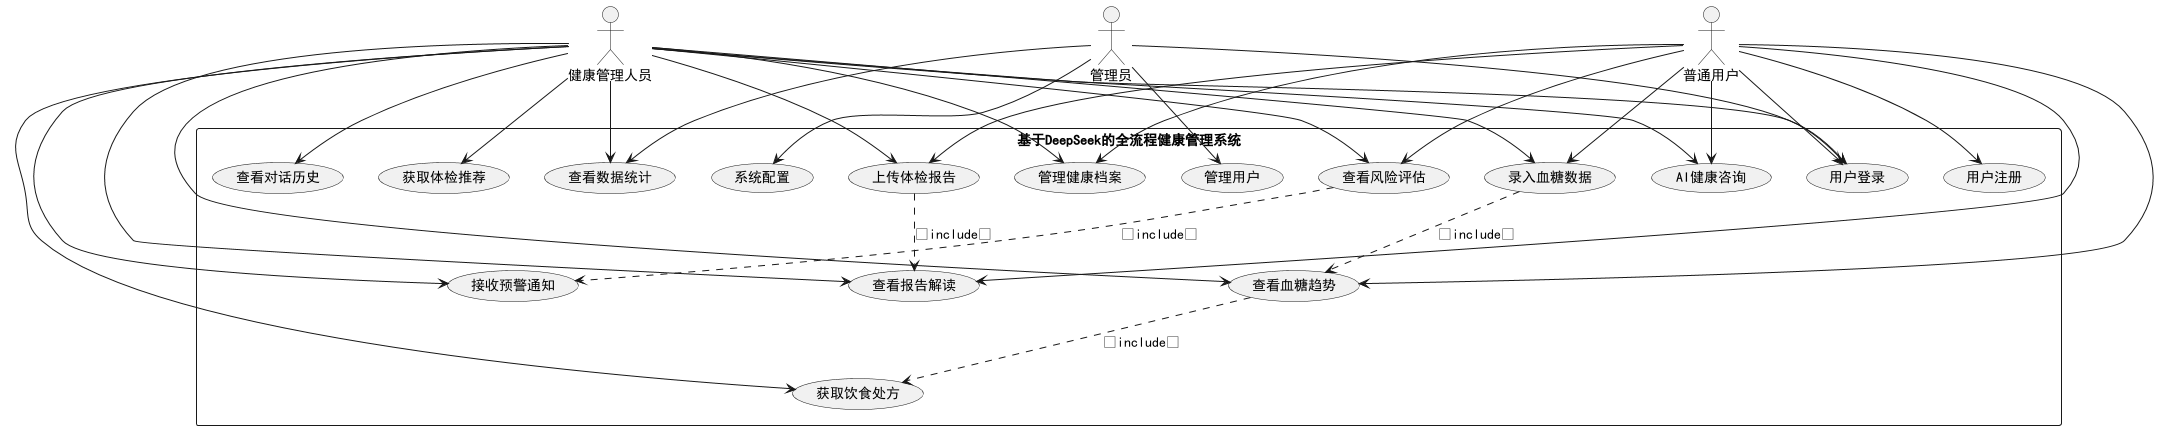 健康管理人员
管理员
普通用户
基于DeepSeek的全流程健康管理系统
查看对话历史
获取体检推荐
查看数据统计
系统配置
上传体检报告
管理健康档案
管理用户
查看风险评估
录入血糖数据
AI健康咨询
用户登录
用户注册
□include□
□include□
□include□
接收预警通知
查看报告解读
查看血糖趋势
□include□
获取饮食处方